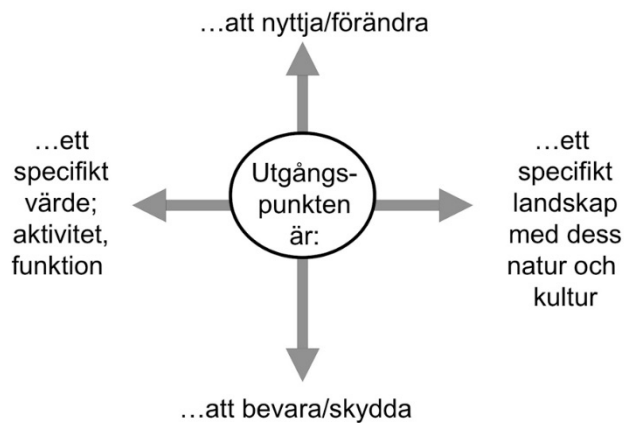 …att nyttja/förändra
…ett
specifikt
värde;
aktivitet,
funktion
Utgångs-
punkten
är:
…ett
specifikt
landskap
med dess
natur och
kultur
…att bevara/skydda